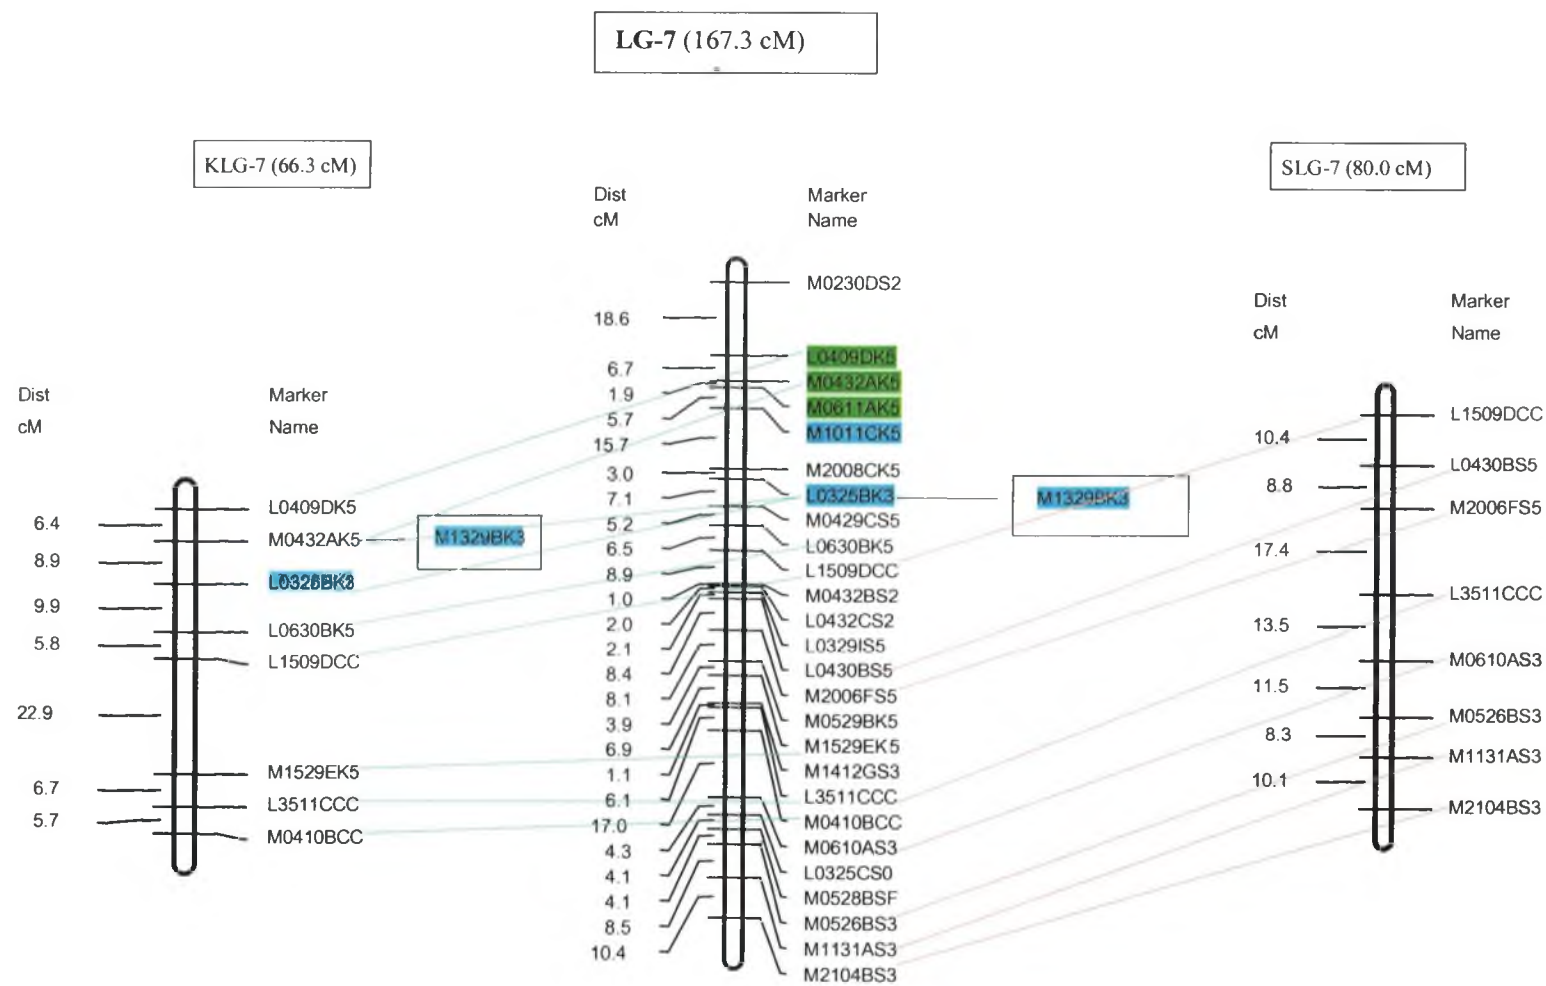 LG-7 (167.3 cM)
KLG-7 (66.3 cM)
Dist
cM
Marker
Name
L0409DK5
6.4
M0432AK5
M1329BK3
8.9
9.9
L0630BK5
5.8
L1509DCC
22.9
M1529EK5
6.7
L3511CCC
5.7
M0410BCC
Dist
cM
Marker
Name
M0230DS2
18.6
L0409DK5
6.7
M0432AK5
1.9
M0611AK5
5.7
M1011CK5
15.7
M2008CK5
3.0
L0325BK3
M1329BK3
7.1
M0429CS5
5.2
L0630BK5
6.5
L1509DCC
8.9
M0432BS2
1.0
L0432CS2
2.0
L0329IS5
2.1
L0430BS5
8.4
M2006FS5
8.1
M0529BK5
3.9
M1529EK5
6.9
M1412GS3
1.1
L3511CCC
6.1
M0410BCC
17.0
M0610AS3
4.3
L0325CS0
4.1
M0528BSF
4.1
M0526BS3
8.5
M1131AS3
10.4
M2104BS3
SLG-7 (80.0 cM)
Dist
cM
Marker
Name
L1509DCC
10.4
L0430BS5
8.8
M2006FS5
17.4
L3511CCC
13.5
M0610AS3
11.5
M0526BS3
8.3
M1131AS3
10.1
M2104BS3